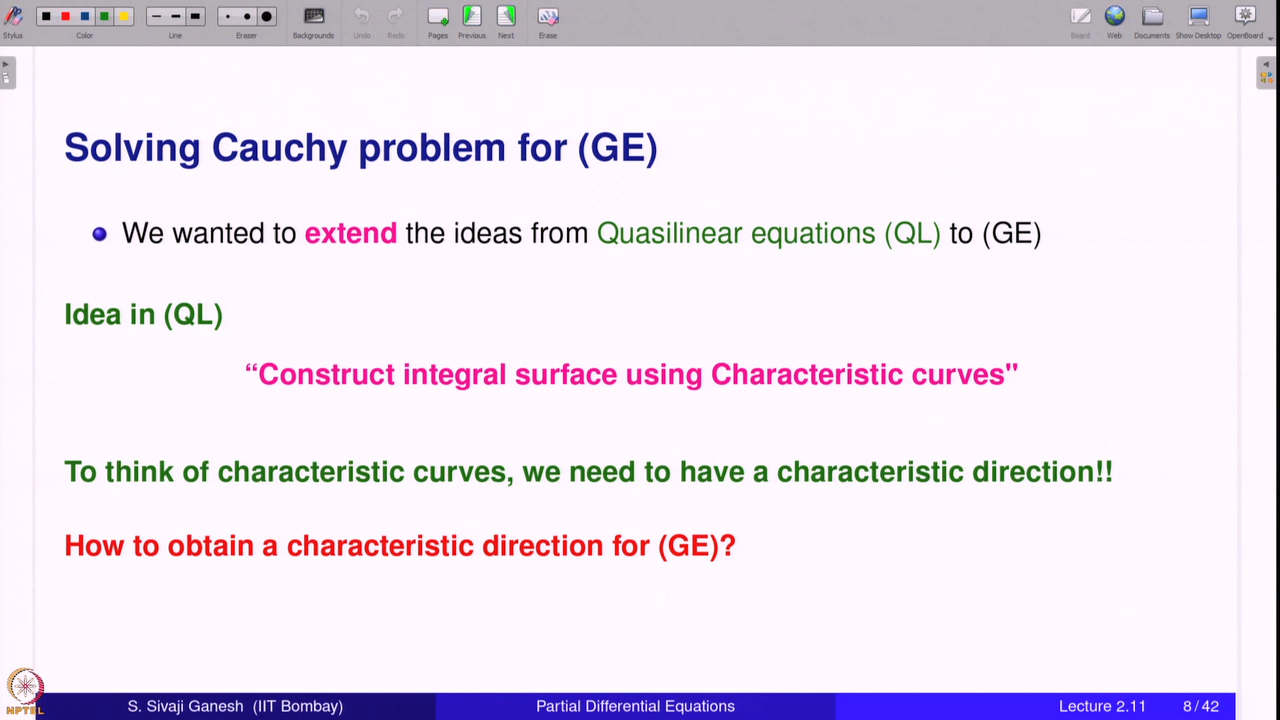 Stylus Color Line Eraser Backgrounds Undo Redo Pages Previous Next Erase Board Web Documents Show Desktop OpenBoard
Solving Cauchy problem for (GE)
We wanted to extend the ideas from Quasilinear equations (QL) to (GE)
Idea in (QL)
“Construct integral surface using Characteristic curves"
To think of characteristic curves, we need to have a characteristic direction!!
How to obtain a characteristic direction for (GE)?
NPTEL
S. Sivaji Ganesh (IIT Bombay) Partial Differential Equations Lecture 2.11 8/42